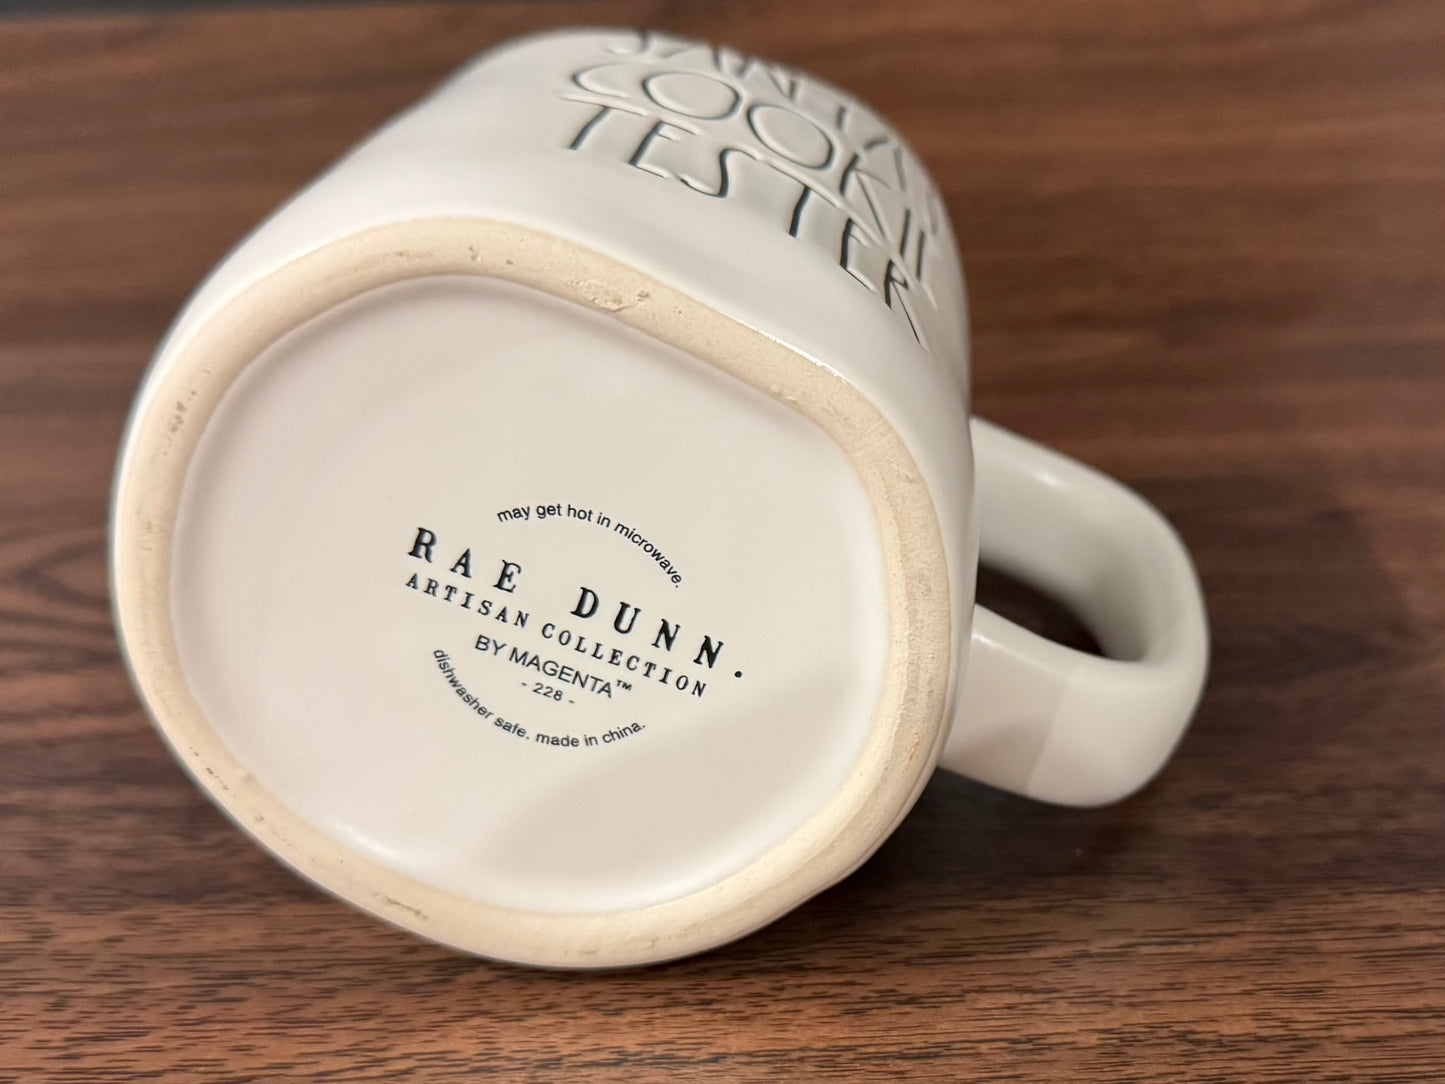 SANTA'S
COOKIE
TESTER
may get hot in microwave.
RAE DUNN.
ARTISAN COLLECTION
BY MAGENTA™
- 228 -
dishwasher safe. made in china.